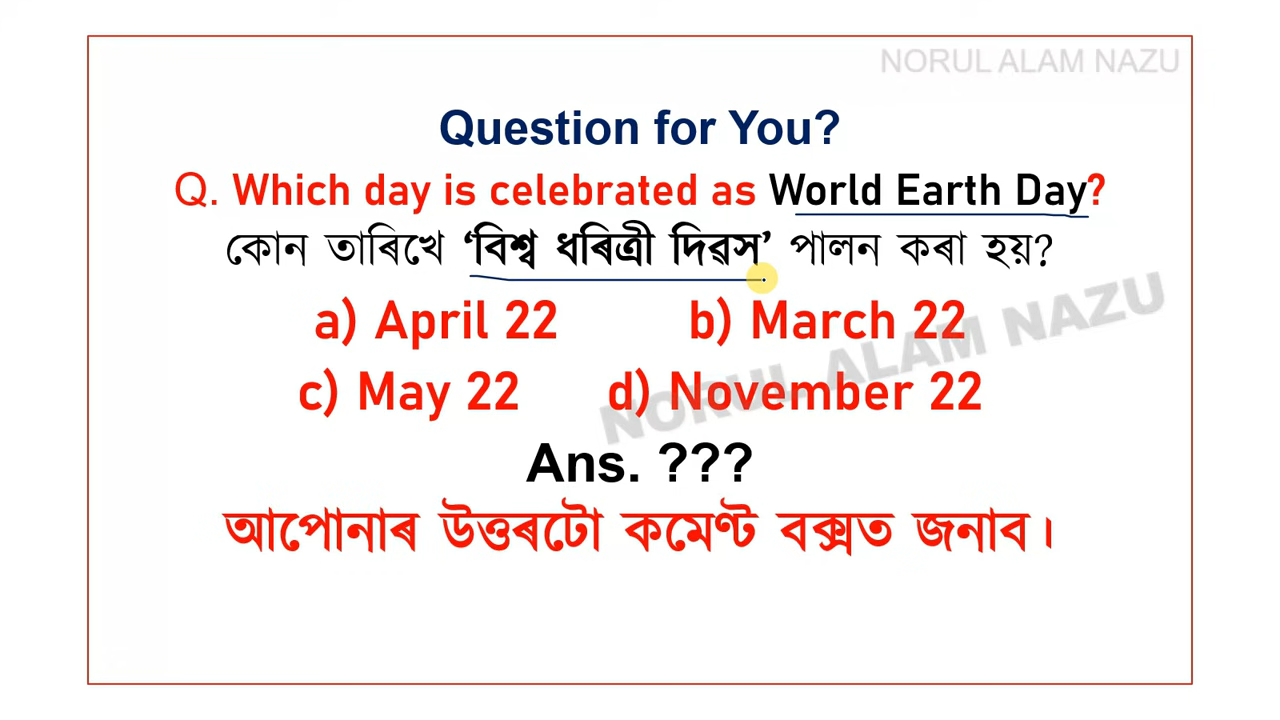 NORUL ALAM NAZU
Question for You?
Q. Which day is celebrated as World Earth Day?
কোন তাৰিখে ‘বিশ্ব ধৰিত্ৰী দিৱস’ পালন কৰা হয়?
a) April 22 b) March 22
c) May 22 d) November 22
NORUL ALAM NAZU
Ans. ???
আপোনাৰ উত্তৰটো কমেণ্ট বক্সত জনাব।